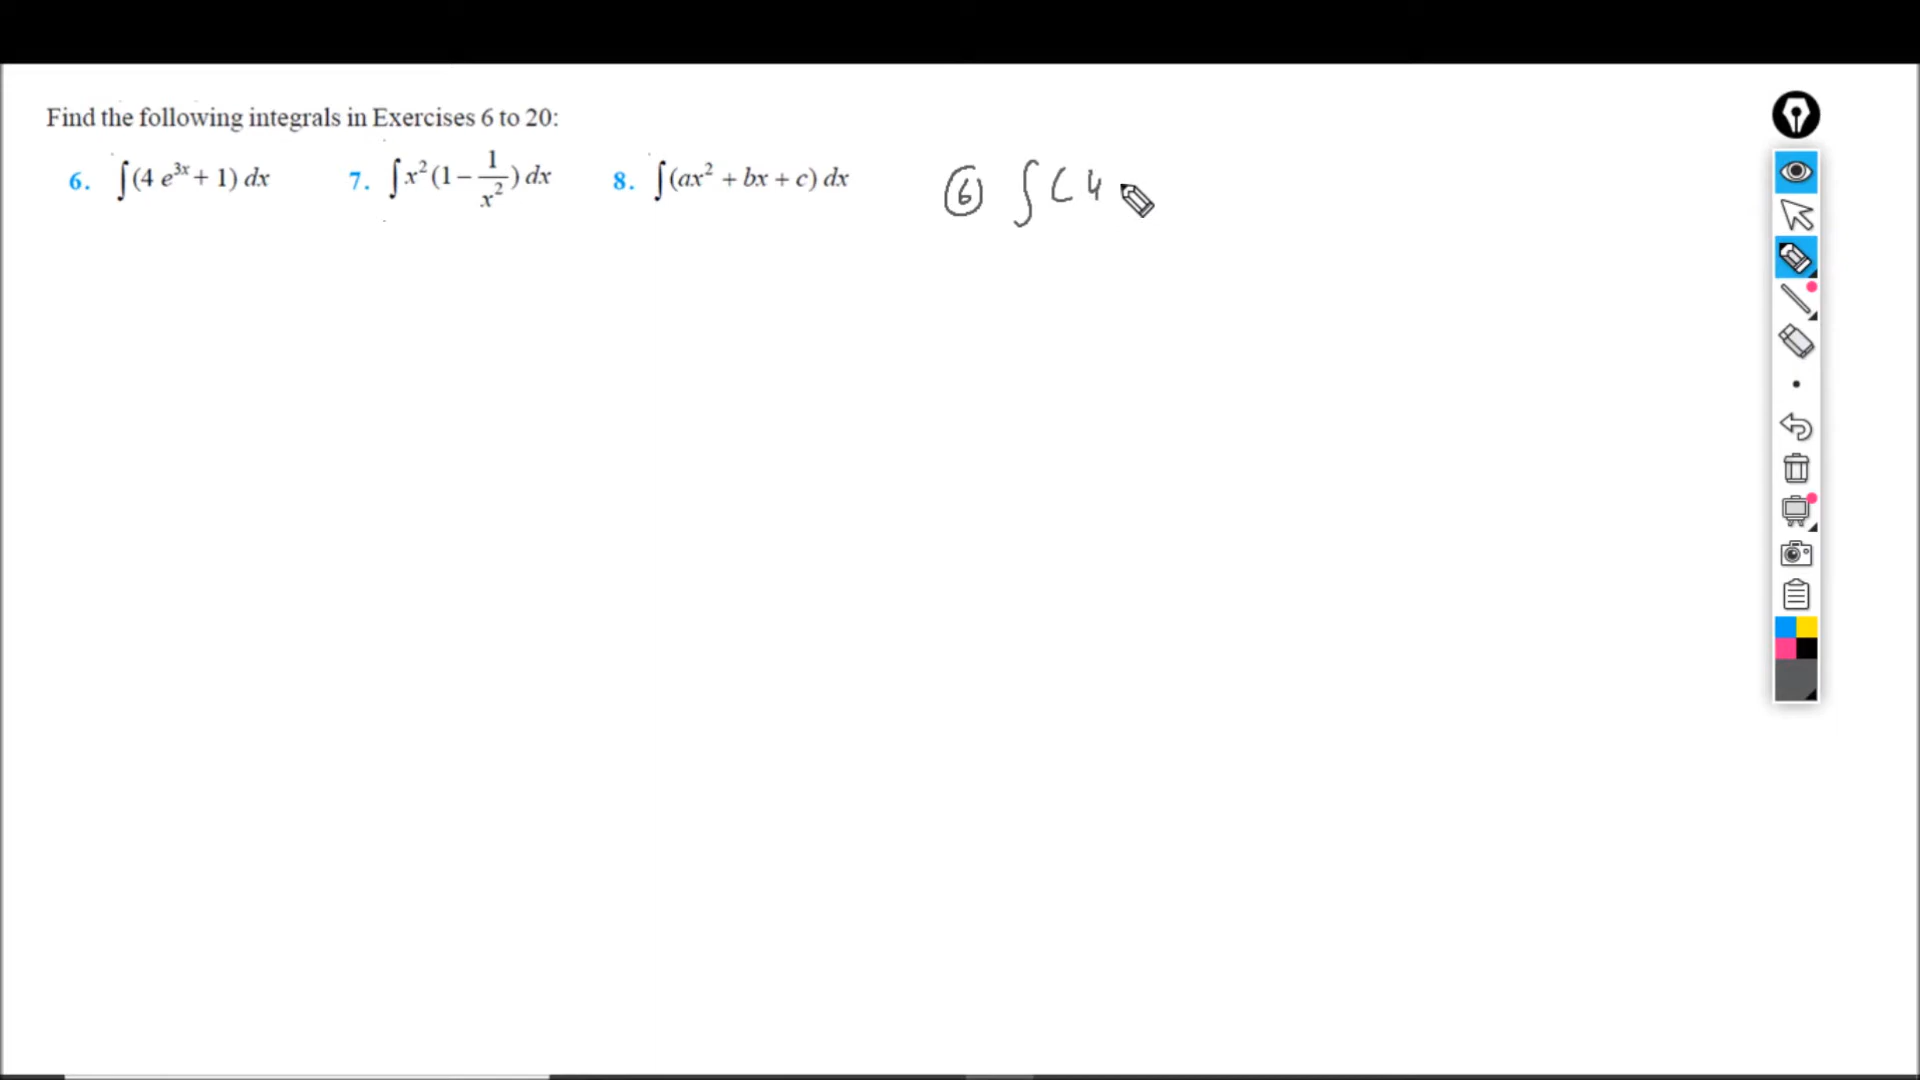 Find the following integrals in Exercises 6 to 20:
6. ∫(4 e³ˣ + 1) dx 7. ∫x²(1 − 1/x²) dx 8. ∫(ax² + bx + c) dx ⑥ ∫(4